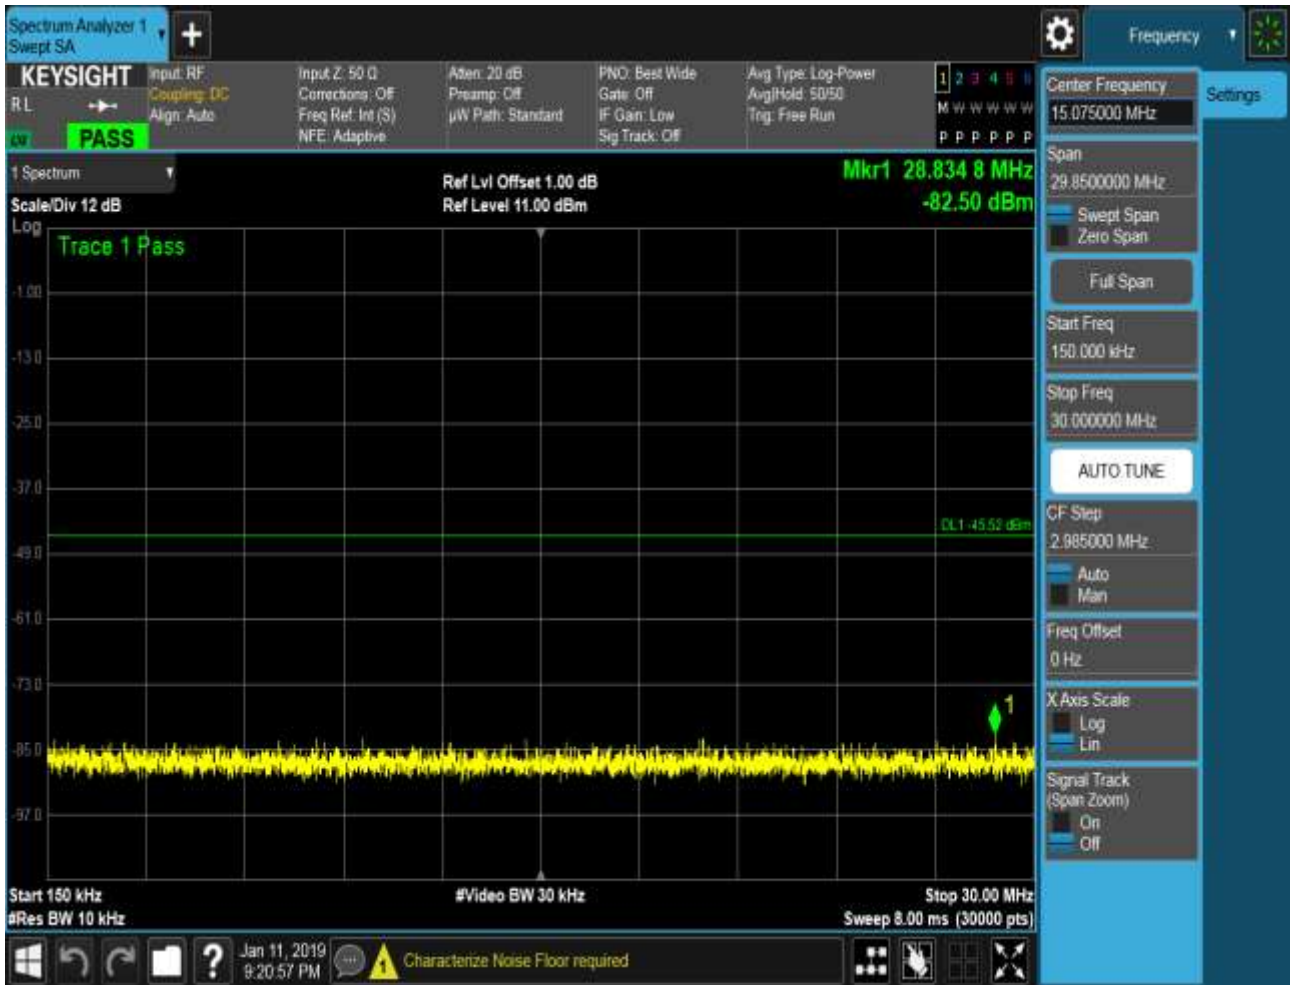 Spectrum Analyzer 1
Swept SA
+
Frequency
KEYSIGHT
R L
PASS
Input: RF
Coupling: DC
Align: Auto
Input Z: 50 Ω
Corrections: Off
Freq Ref: Int (S)
NFE: Adaptive
Atten: 20 dB
Preamp: Off
µW Path: Standard
PNO: Best Wide
Gate: Off
IF Gain: Low
Sig Track: Off
Avg Type: Log-Power
Avg|Hold: 50/50
Trig: Free Run
1 2 3 4 5 6
M W W W W W
P P P P P P
1 Spectrum
Scale/Div 12 dB
Log
Ref Lvl Offset 1.00 dB
Ref Level 11.00 dBm
Mkr1 28.834 8 MHz
-82.50 dBm
Trace 1 Pass
-1.00
-13.0
-25.0
-37.0
DL1 -45.52 dBm
-49.0
-61.0
-73.0
1
-85.0
-97.0
Start 150 kHz
#Video BW 30 kHz
Stop 30.00 MHz
#Res BW 10 kHz
Sweep 8.00 ms (30000 pts)
Center Frequency
15.075000 MHz
Settings
Span
29.8500000 MHz
Swept Span
Zero Span
Full Span
Start Freq
150.000 kHz
Stop Freq
30.000000 MHz
AUTO TUNE
CF Step
2.985000 MHz
Auto
Man
Freq Offset
0 Hz
X Axis Scale
Log
Lin
Signal Track
(Span Zoom)
On
Off
?
Jan 11, 2019
9:20:57 PM
1
Characterize Noise Floor required